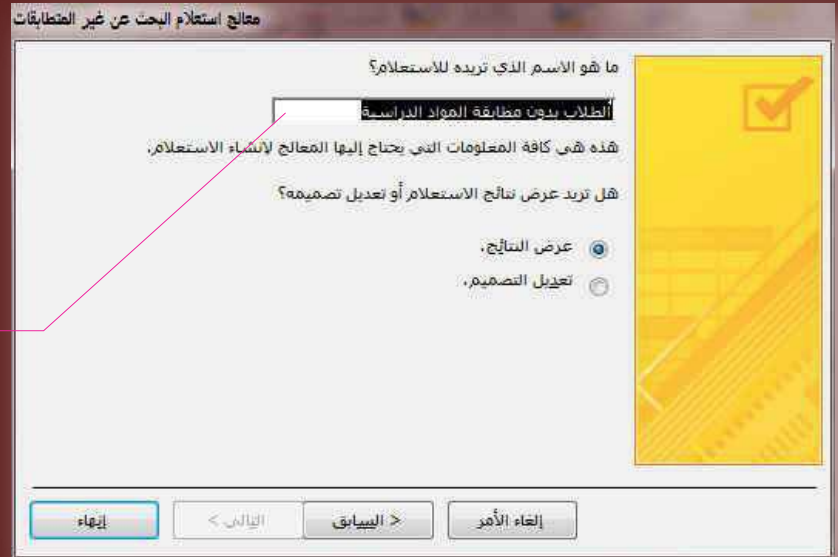 معالج استعلام البحث عن غير المتطابقات
ما هو الاسم الذي تريده للاستعلام؟
الطلاب بدون مطابقة المواد الدراسية
هذه هي كافة المعلومات التي يحتاج إليها المعالج لإنشاء الاستعلام.
هل تريد عرض نتائج الاستعلام أو تعديل تصميمه؟
عرض النتائج.
تعديل التصميم.
إلغاء الأمر
< السابق
التالي >
إنهاء